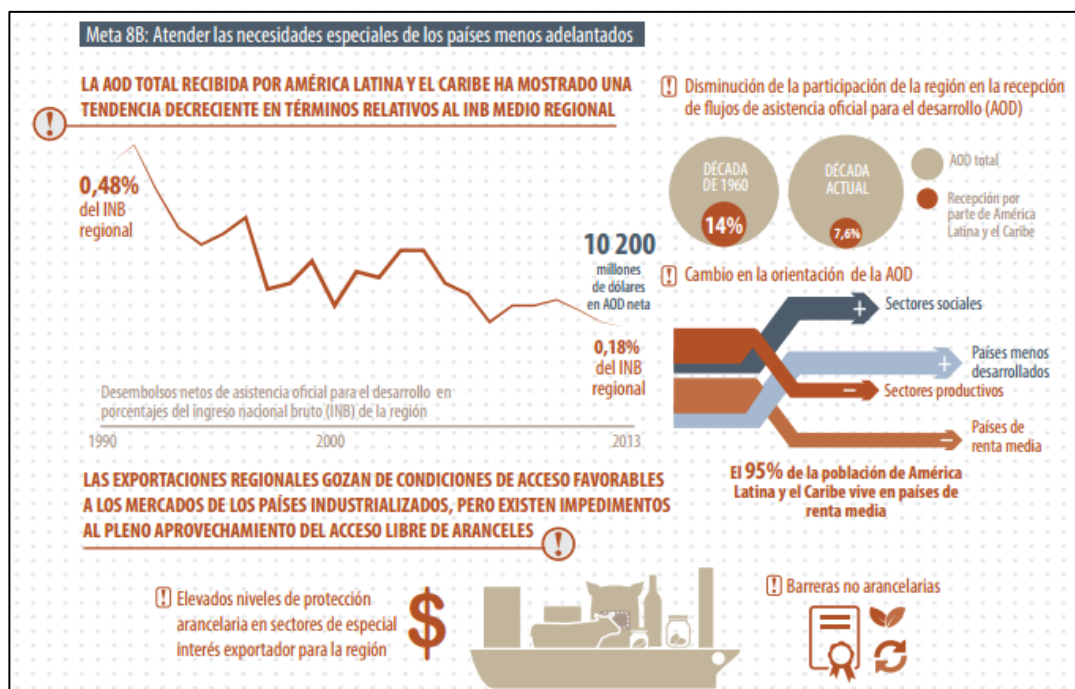 Meta 8B: Atender las necesidades especiales de los países menos adelantados
LA AOD TOTAL RECIBIDA POR AMÉRICA LATINA Y EL CARIBE HA MOSTRADO UNA
TENDENCIA DECRECIENTE EN TÉRMINOS RELATIVOS AL INB MEDIO REGIONAL
0,48%
del INB
regional
10 200
millones
de dólares
en AOD neta
0,18%
del INB
regional
Desembolsos netos de asistencia oficial para el desarrollo en
porcentajes del ingreso nacional bruto (INB) de la región
1990
2000
2013
Disminución de la participación de la región en la recepción
de flujos de asistencia oficial para el desarrollo (AOD)
DÉCADA
DE 1960
14%
DÉCADA
ACTUAL
7,6%
AOD total
Recepción por
parte de América
Latina y el Caribe
Cambio en la orientación de la AOD
Sectores sociales
Países menos
desarrollados
Sectores productivos
Países de
renta media
El 95% de la población de América
Latina y el Caribe vive en países de
renta media
LAS EXPORTACIONES REGIONALES GOZAN DE CONDICIONES DE ACCESO FAVORABLES
A LOS MERCADOS DE LOS PAÍSES INDUSTRIALIZADOS, PERO EXISTEN IMPEDIMENTOS
AL PLENO APROVECHAMIENTO DEL ACCESO LIBRE DE ARANCELES
Elevados niveles de protección
arancelaria en sectores de especial
interés exportador para la región
$
Barreras no arancelarias